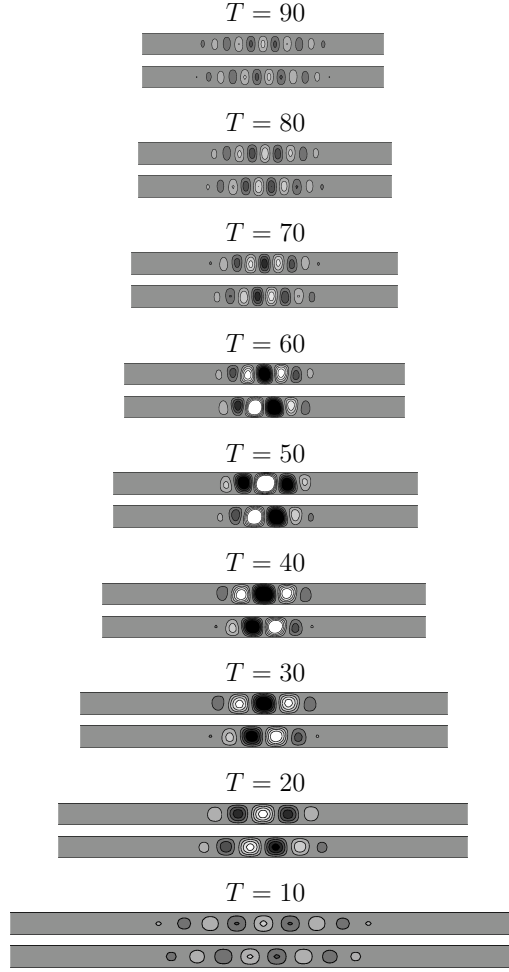 T = 90
T = 80
T = 70
T = 60
T = 50
T = 40
T = 30
T = 20
T = 10